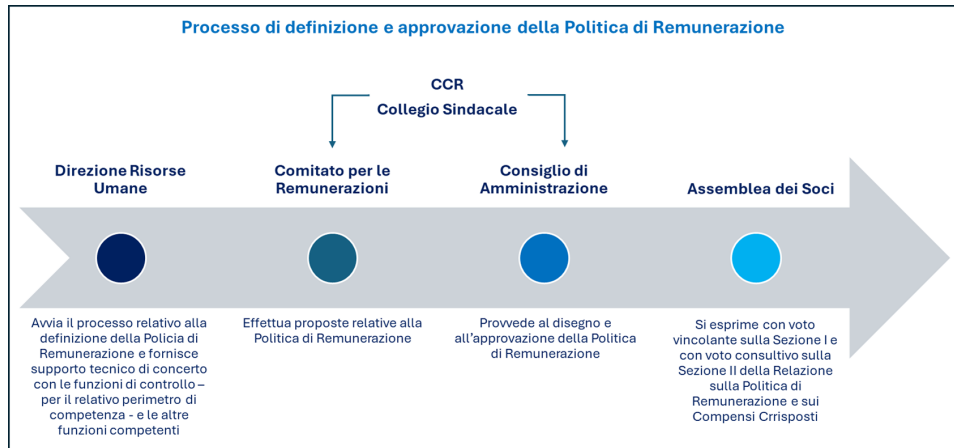 Processo di definizione e approvazione della Politica di Remunerazione
CCR
Collegio Sindacale
Direzione Risorse
Umane
Avvia il processo relativo alla
definizione della Policia di
Remunerazione e fornisce
supporto tecnico di concerto
con le funzioni di controllo –
per il relativo perimetro di
competenza - e le altre
funzioni competenti
Comitato per le
Remunerazioni
Effettua proposte relative alla
Politica di Remunerazione
Consiglio di
Amministrazione
Provvede al disegno e
all’approvazione della Politica
di Remunerazione
Assemblea dei Soci
Si esprime con voto
vincolante sulla Sezione I e
con voto consultivo sulla
Sezione II della Relazione
sulla Politica di
Remunerazione e sui
Compensi Crrisposti